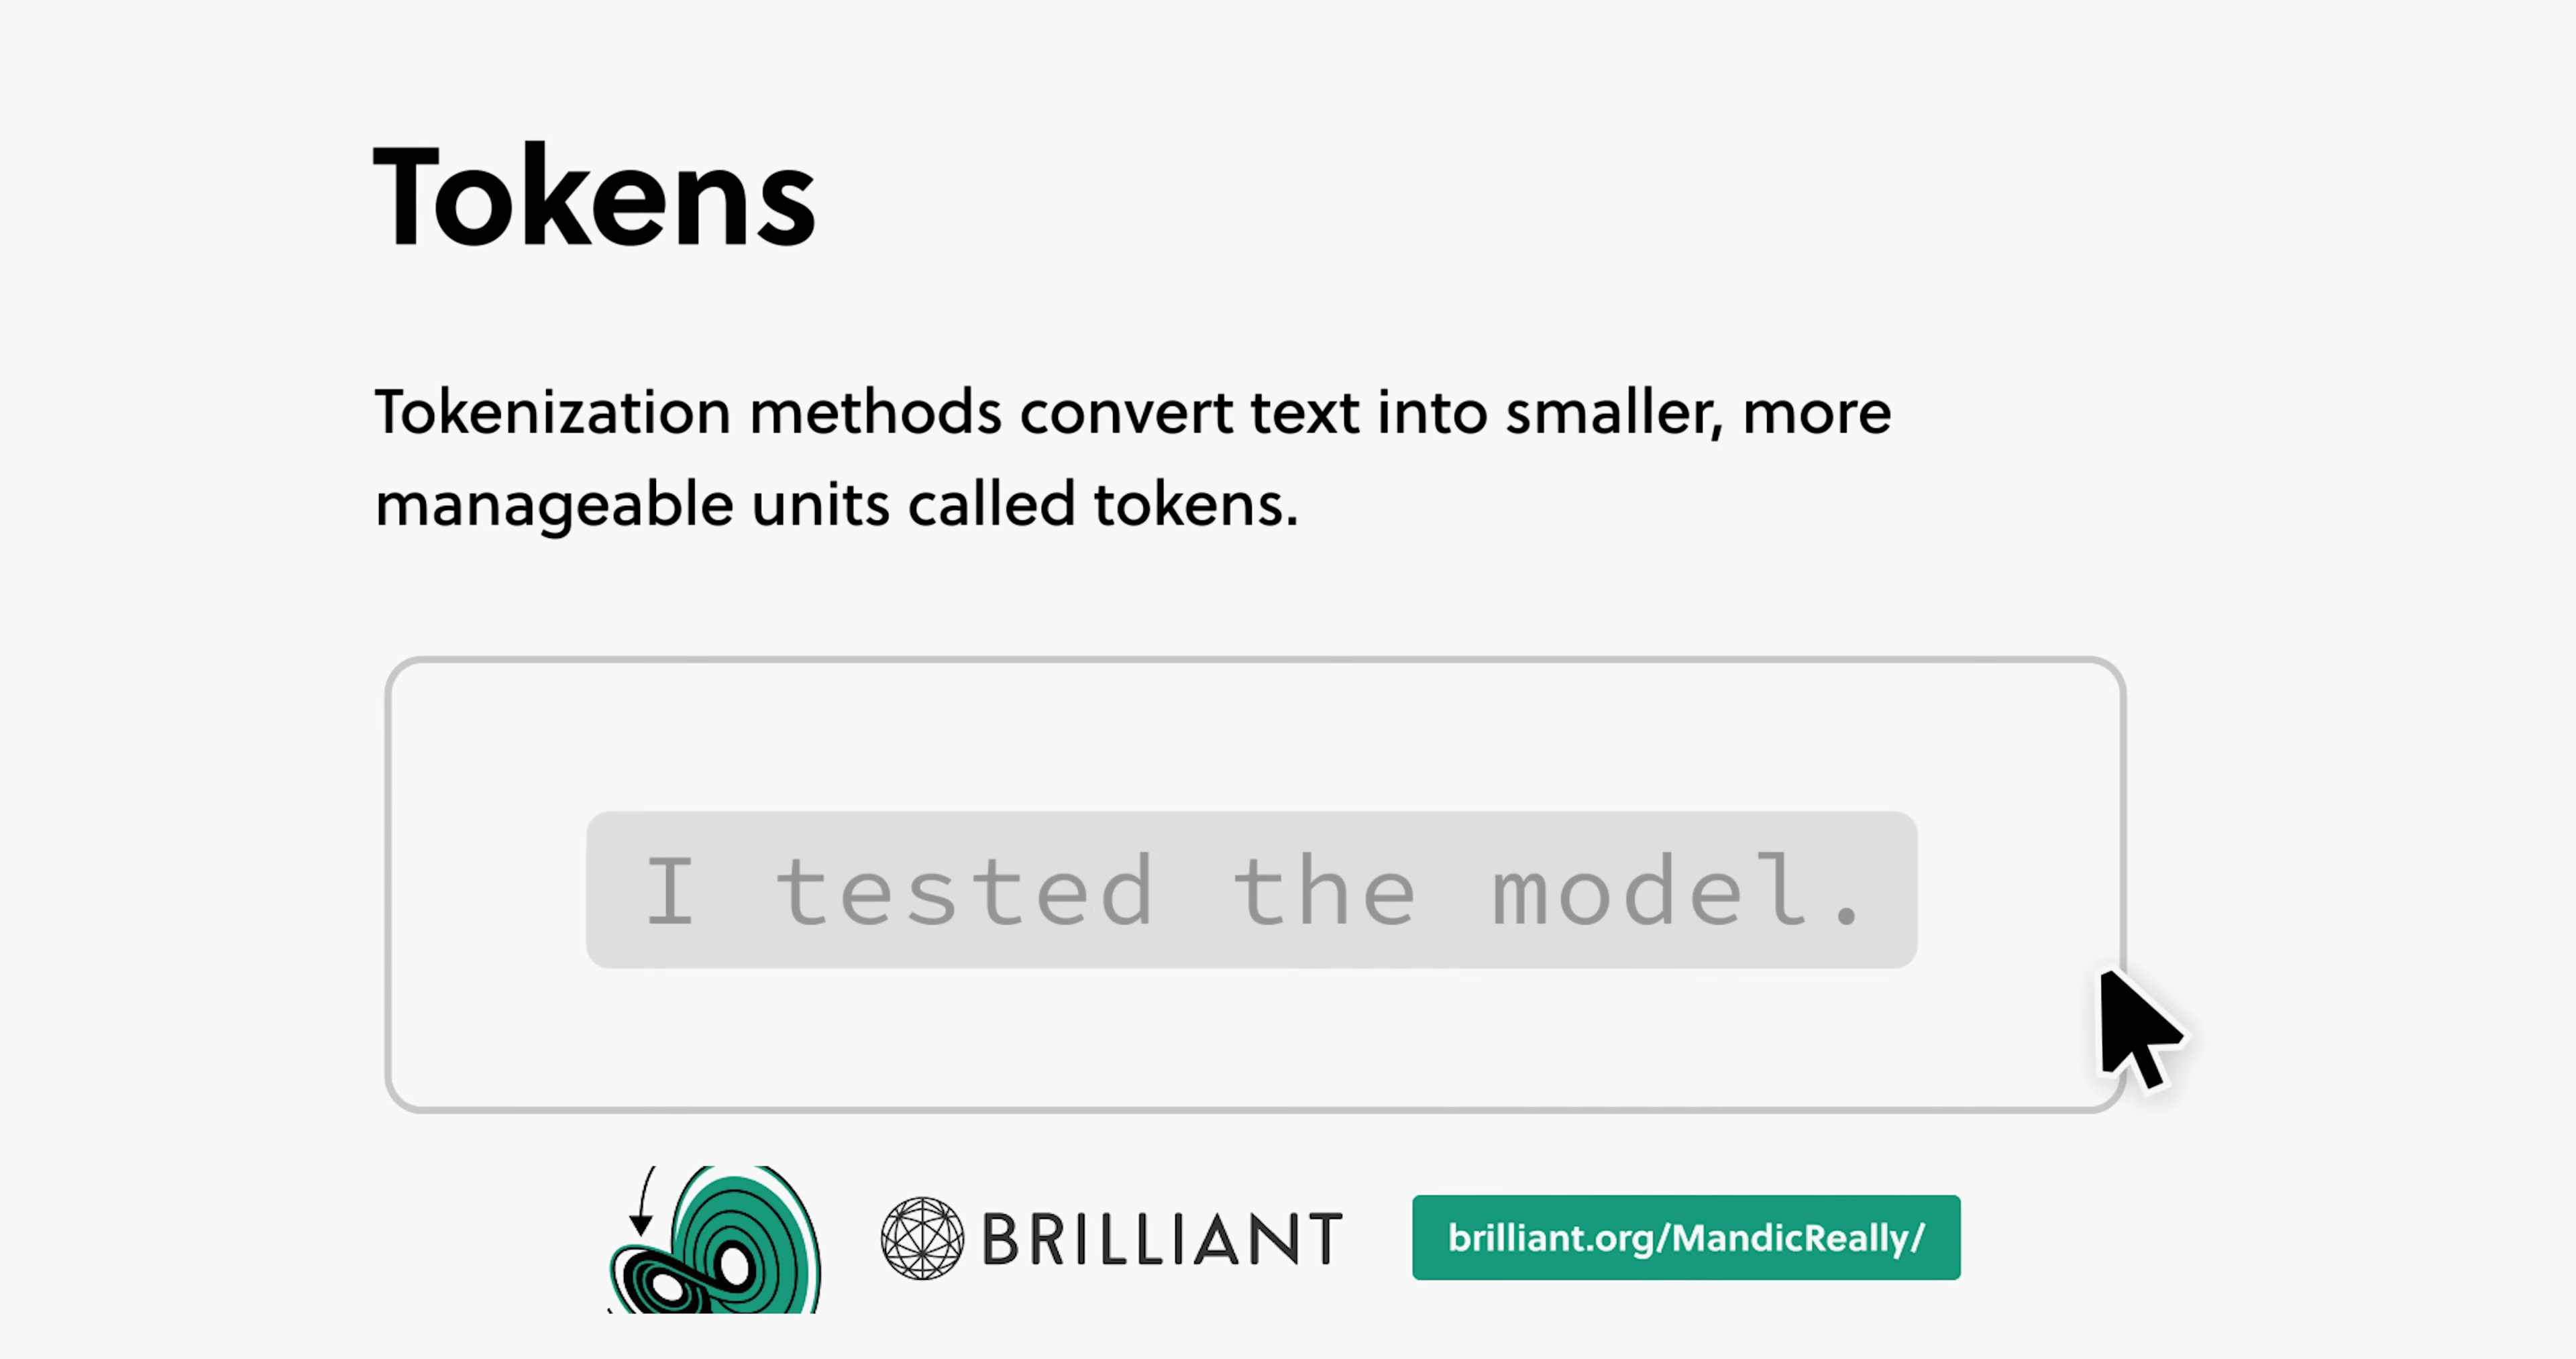 Tokens
Tokenization methods convert text into smaller, more
manageable units called tokens.
I tested the model.
BRILLIANT
brilliant.org/MandicReally/